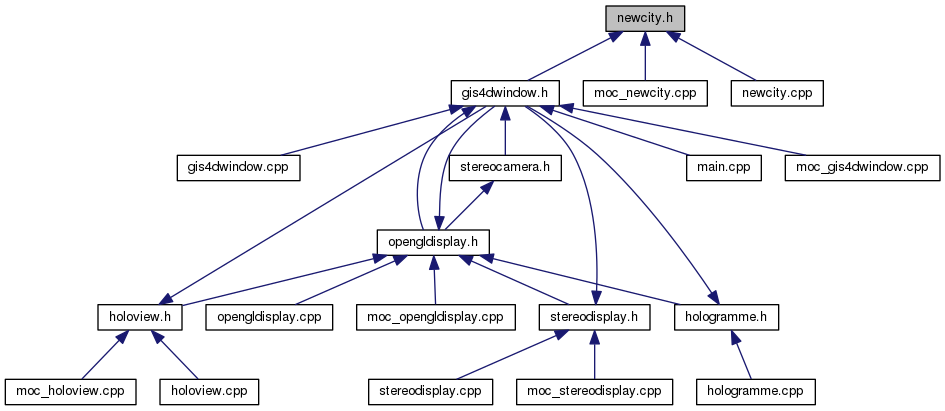 newcity.h
gis4dwindow.h
moc_newcity.cpp
newcity.cpp
gis4dwindow.cpp
stereocamera.h
main.cpp
moc_gis4dwindow.cpp
opengldisplay.h
holoview.h
opengldisplay.cpp
moc_opengldisplay.cpp
stereodisplay.h
hologramme.h
moc_holoview.cpp
holoview.cpp
stereodisplay.cpp
moc_stereodisplay.cpp
hologramme.cpp